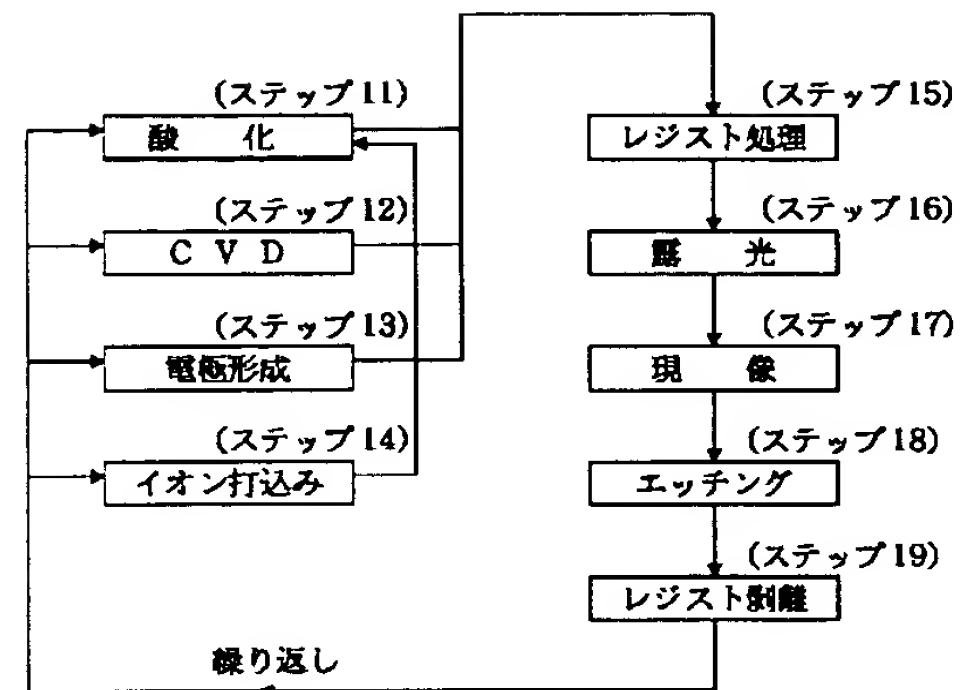 (ステップ11)
酸化
(ステップ12)
CVD
(ステップ13)
電極形成
(ステップ14)
イオン打込み
(ステップ15)
レジスト処理
(ステップ16)
露光
(ステップ17)
現像
(ステップ18)
エッチング
(ステップ19)
レジスト剥離
繰り返し